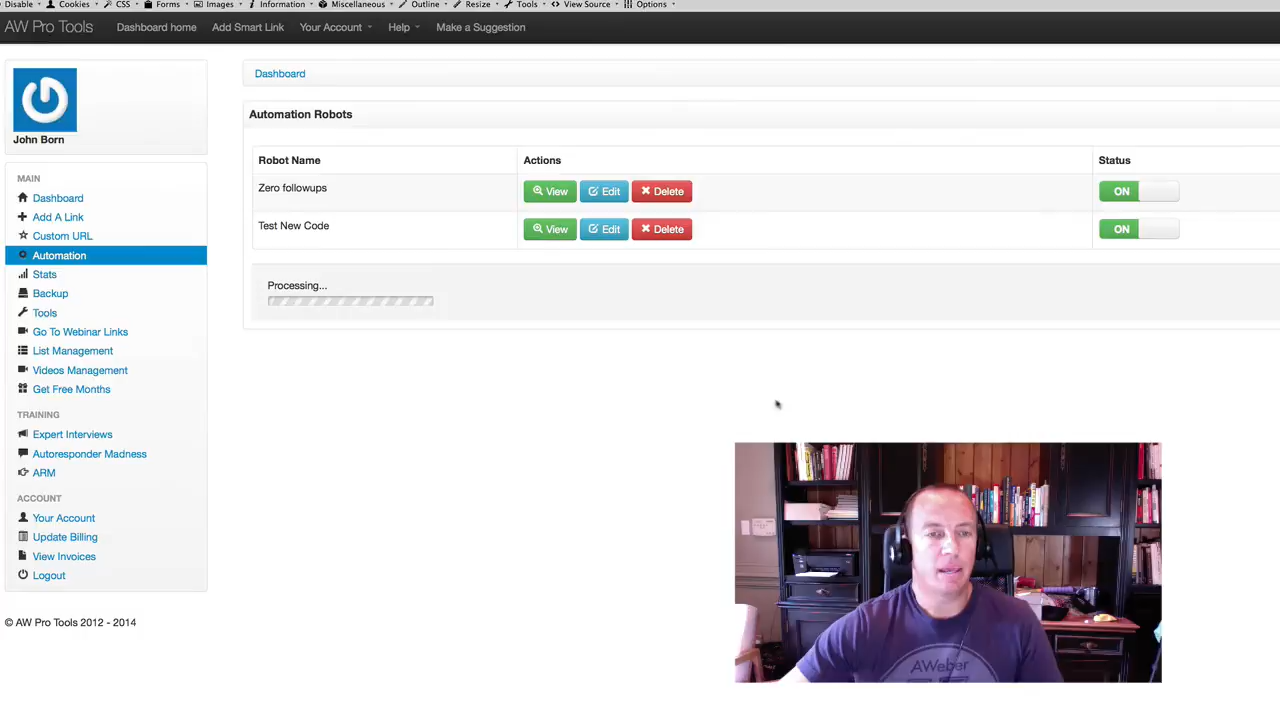 Disable Cookies CSS Forms Images Information Miscellaneous Outline Resize Tools View Source Options
AW Pro Tools Dashboard home Add Smart Link Your Account Help Make a Suggestion
John Born
MAIN
Dashboard
Add A Link
Custom URL
Automation
Stats
Backup
Tools
Go To Webinar Links
List Management
Videos Management
Get Free Months
TRAINING
Expert Interviews
Autoresponder Madness
ARM
ACCOUNT
Your Account
Update Billing
View Invoices
Logout
© AW Pro Tools 2012 - 2014
Dashboard
Automation Robots
Robot Name Actions Status
Zero followups View Edit Delete ON
Test New Code View Edit Delete ON
Processing...
AWeber